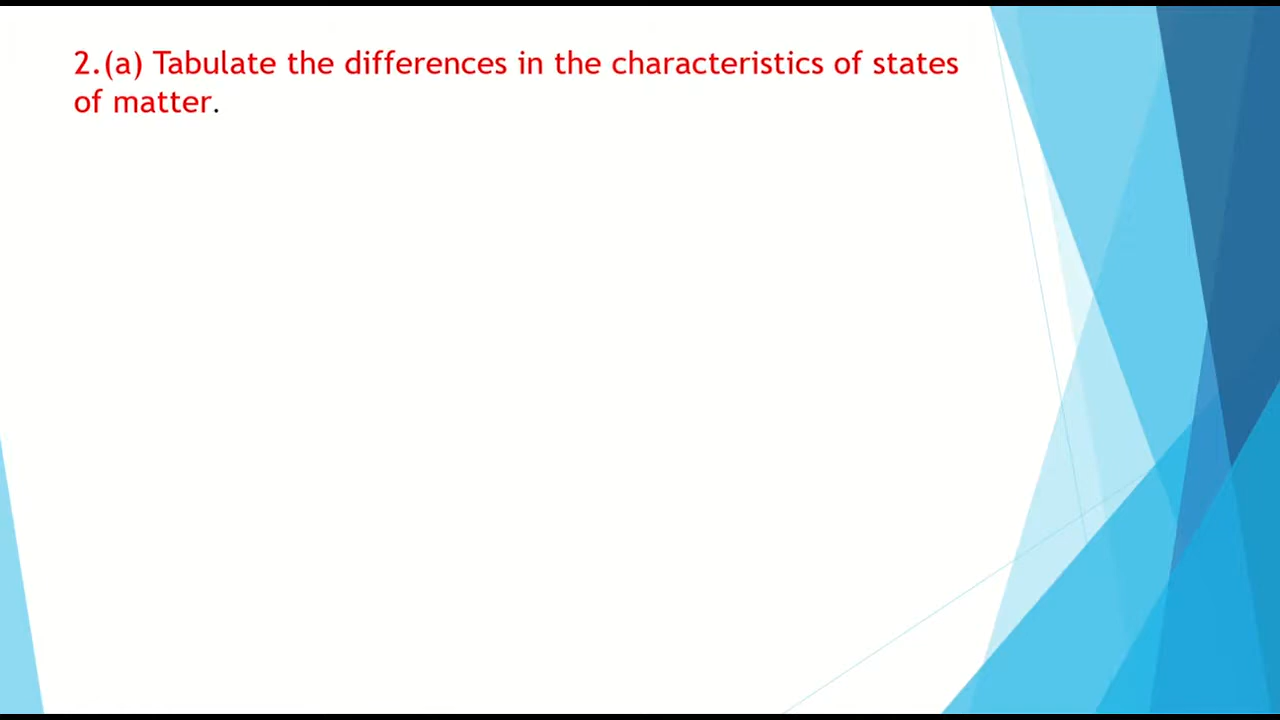 2.(a) Tabulate the differences in the characteristics of states
of matter.